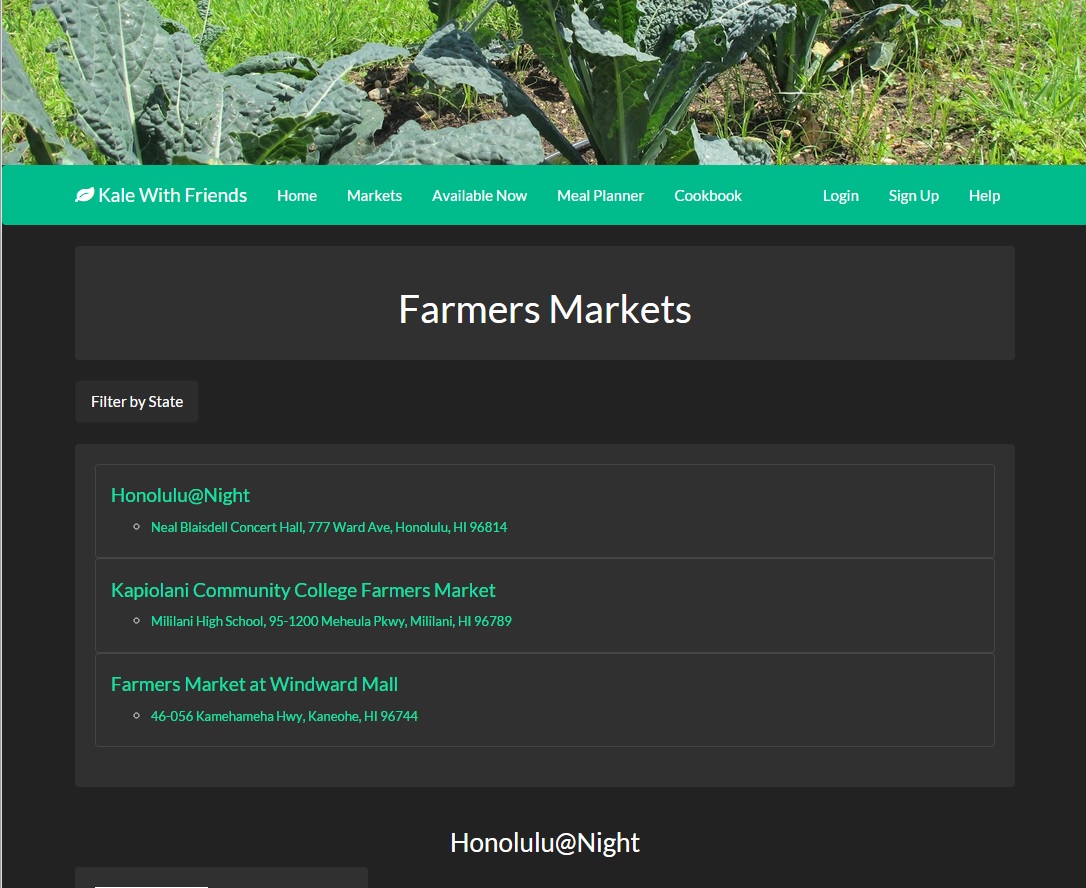 Kale With Friends Home Markets Available Now Meal Planner Cookbook Login Sign Up Help
Farmers Markets
Filter by State
Honolulu@Night
Neal Blaisdell Concert Hall, 777 Ward Ave, Honolulu, HI 96814
Kapiolani Community College Farmers Market
Mililani High School, 95-1200 Meheula Pkwy, Mililani, HI 96789
Farmers Market at Windward Mall
46-056 Kamehameha Hwy, Kaneohe, HI 96744
Honolulu@Night